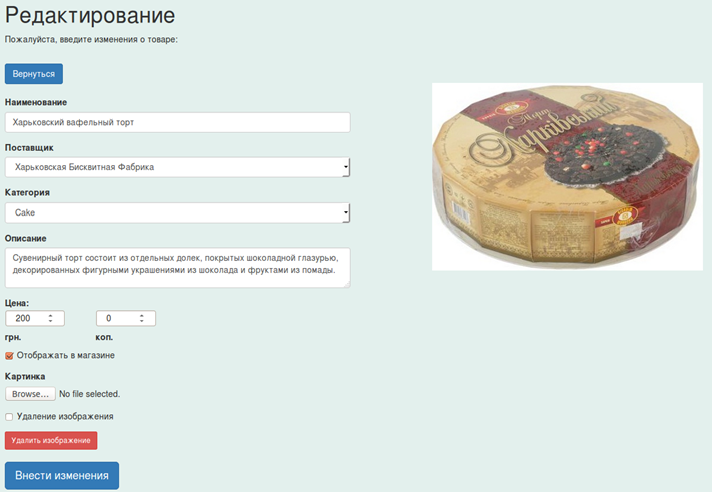 Редактирование
Пожалуйста, введите изменения о товаре:
Вернуться
Наименование
Харьковский вафельный торт
Поставщик
Харьковская Бисквитная Фабрика
Категория
Cake
Описание
Сувенирный торт состоит из отдельных долек, покрытых шоколадной глазурью,
декорированных фигурными украшениями из шоколада и фруктами из помады.
Цена:
200 0
грн. коп.
Отображать в магазине
Картинка
Browse... No file selected.
Удаление изображения
Удалить изображение
Внести изменения
Торт
Харківський